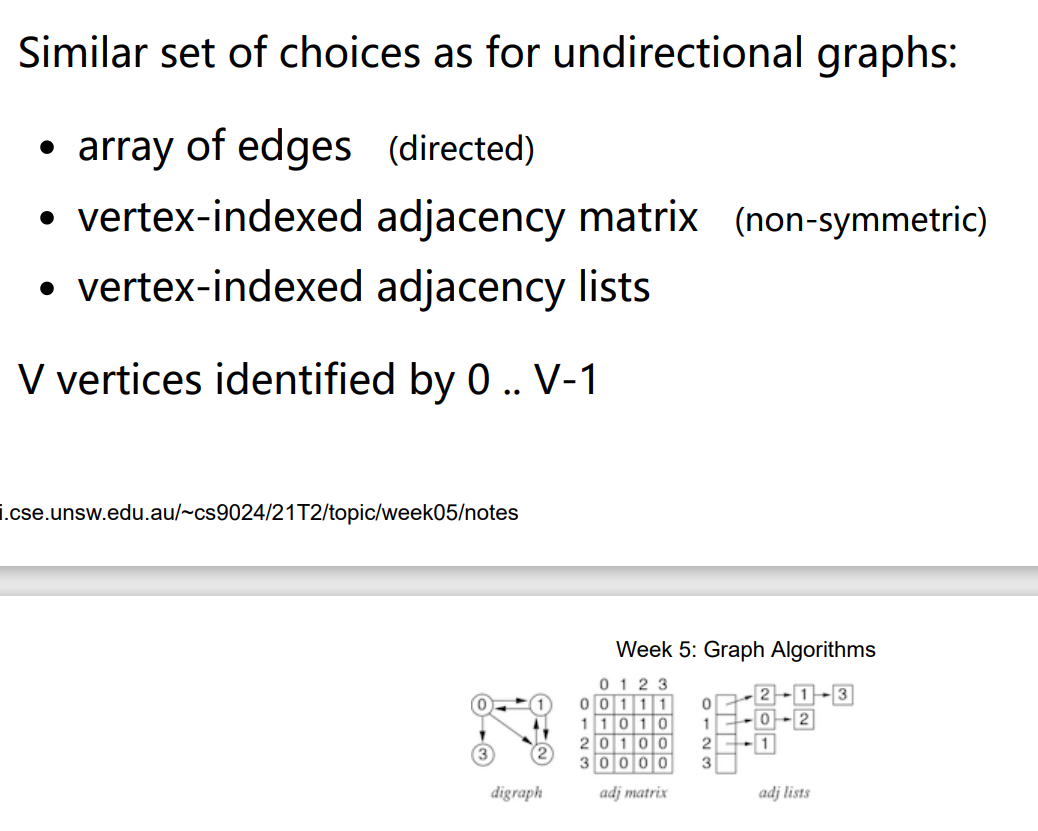 Similar set of choices as for undirectional graphs:
• array of edges (directed)
• vertex-indexed adjacency matrix (non-symmetric)
• vertex-indexed adjacency lists
V vertices identified by 0 .. V-1
i.cse.unsw.edu.au/~cs9024/21T2/topic/week05/notes
Week 5: Graph Algorithms
0 1
3 2
digraph
0 1 2 3
0 0 1 1 1
1 1 0 1 0
2 0 1 0 0
3 0 0 0 0
adj matrix
0 2 1 3
1 0 2
2 1
3
adj lists